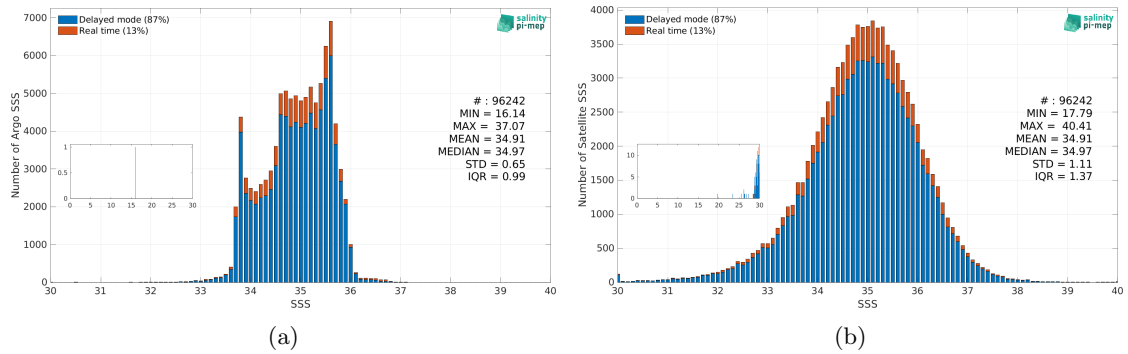 Delayed mode (87%)
Real time (13%)
salinity
pi-mep
7000
6000
5000
4000
3000
2000
1000
0
Number of Argo SSS
# : 96242
MIN = 16.14
MAX = 37.07
MEAN = 34.91
MEDIAN = 34.97
STD = 0.65
IQR = 0.99
1
0.5
0
0 5 10 15 20 25 30
30 31 32 33 34 35 36 37 38 39 40
SSS
(a)
Delayed mode (87%)
Real time (13%)
salinity
pi-mep
4000
3500
3000
2500
2000
1500
1000
500
0
Number of Satellite SSS
# : 96242
MIN = 17.79
MAX = 40.41
MEAN = 34.91
MEDIAN = 34.97
STD = 1.11
IQR = 1.37
10
5
0
0 5 10 15 20 25 30
30 31 32 33 34 35 36 37 38 39 40
SSS
(b)